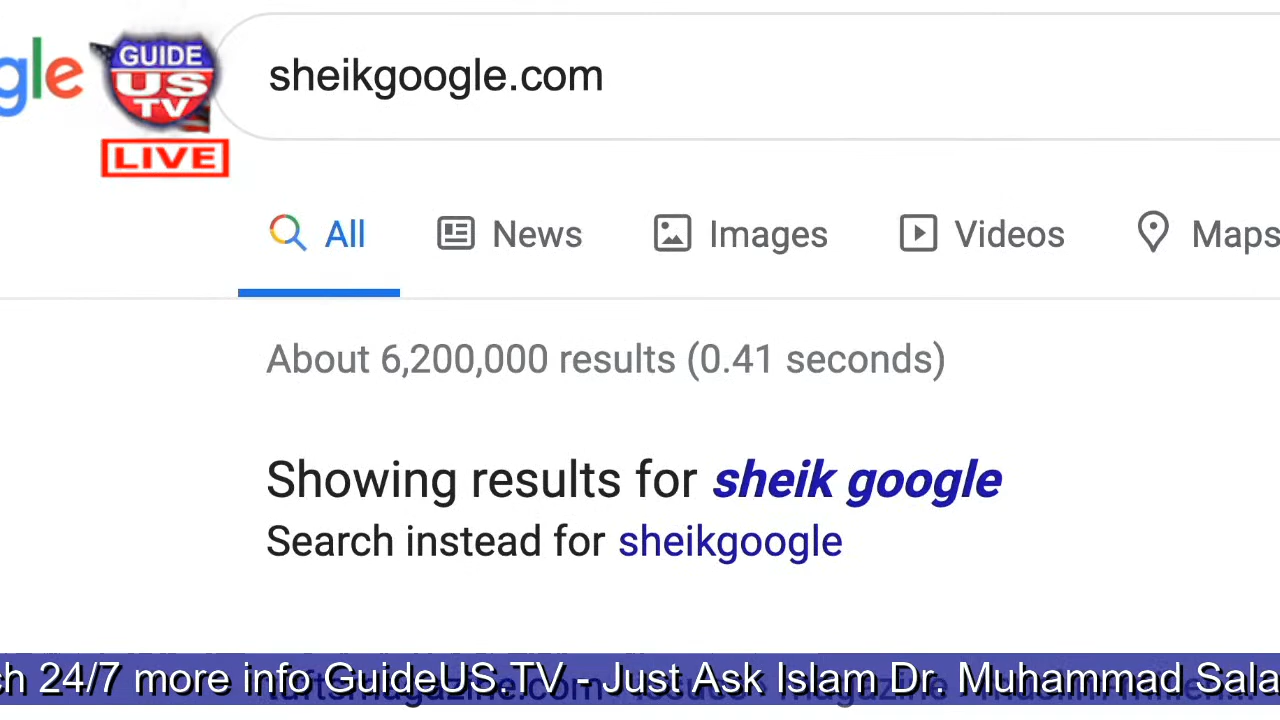 gle
GUIDE
US
TV
LIVE
sheikgoogle.com
All News Images Videos Maps
About 6,200,000 results (0.41 seconds)
Showing results for sheik google
Search instead for sheikgoogle
ch 24/7 more info GuideUS.TV - Just Ask Islam Dr. Muhammad Sala